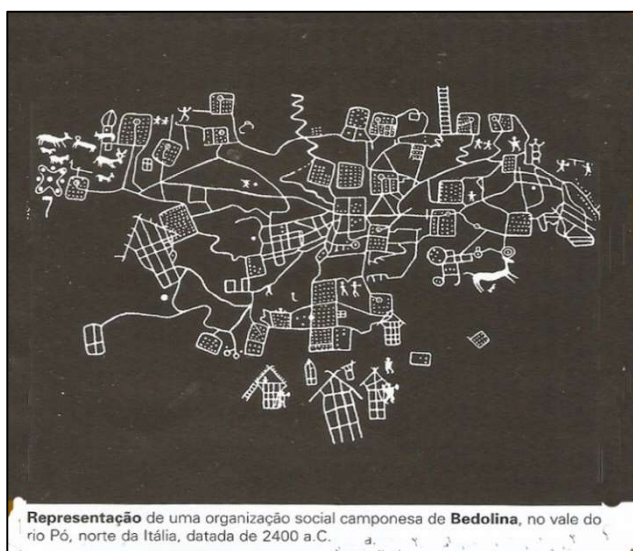 Representação de uma organização social camponesa de Bedolina, no vale do
rio Pó, norte da Itália, datada de 2400 a.C.